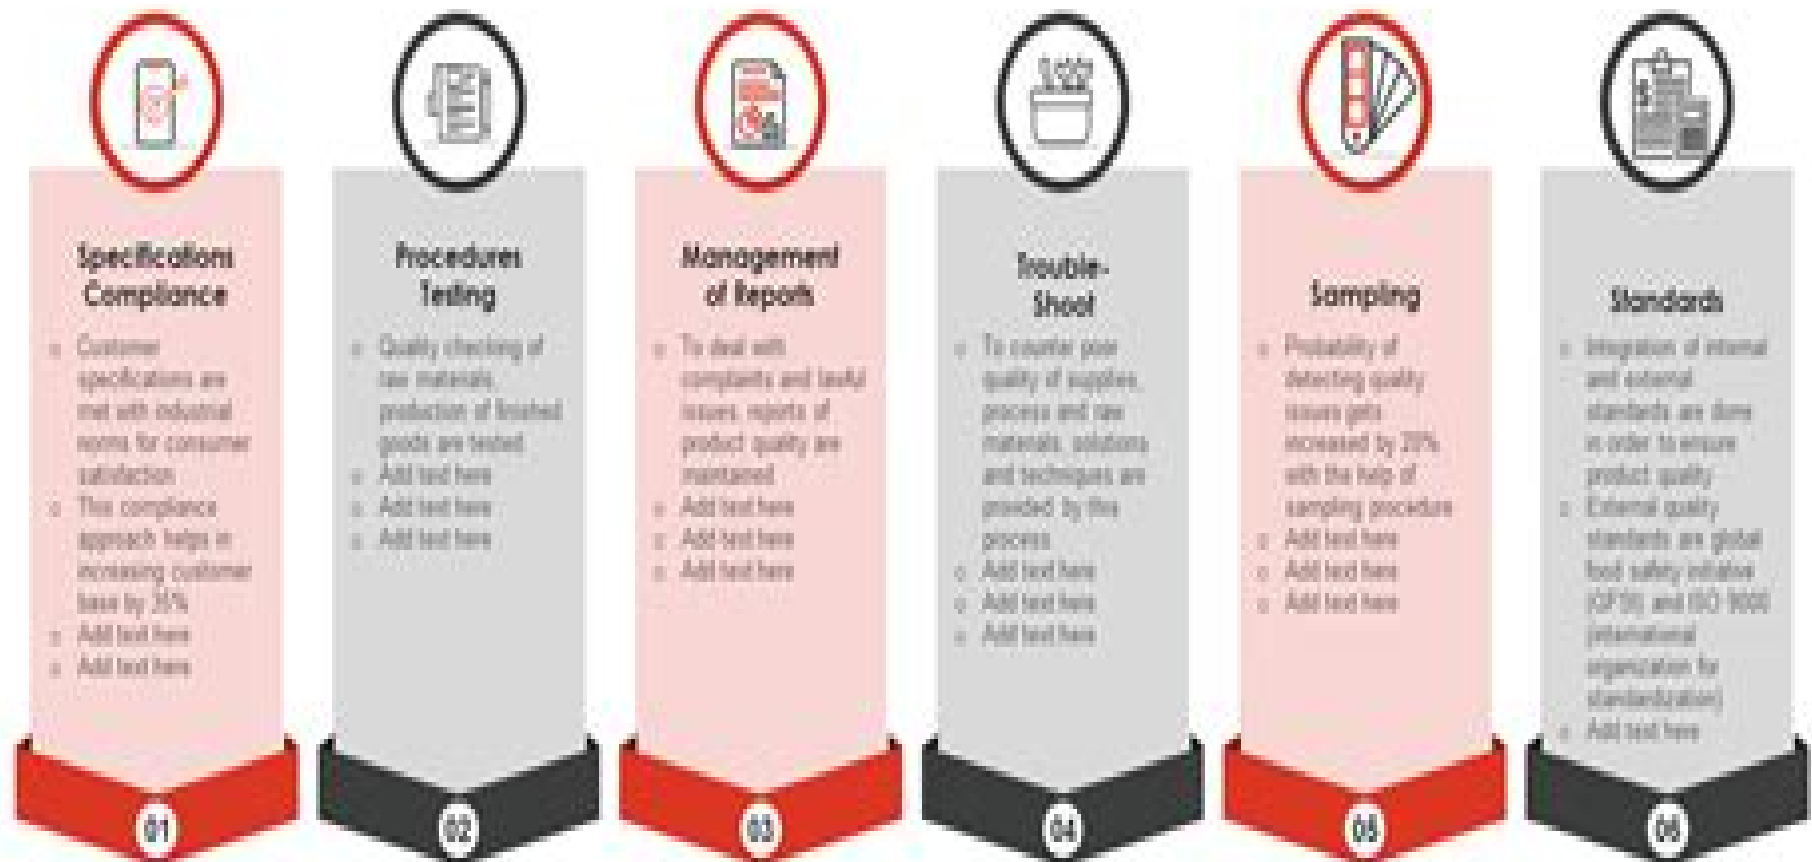 Specifications
Compliance
Customer
specifications are
met with industrial
norms for consumer
satisfaction
This compliance
approach helps in
increasing customer
base by 35%
Add text here
Add text here
01
Procedures
Testing
Quality checking of
raw materials,
production of finished
goods are tested
Add text here
Add text here
Add text here
02
Management
of Reports
To deal with
complaints and lawful
issues, reports of
product quality are
maintained
Add text here
Add text here
Add text here
03
Trouble-
Shoot
To counter poor
quality of supplies,
process and raw
materials, solutions
and techniques are
provided by this
process
Add text here
Add text here
Add text here
04
Sampling
Probability of
detecting quality
issues gets
increased by 20%
with the help of
sampling procedure
Add text here
Add text here
Add text here
05
Standards
Integration of internal
and external
standards are done
in order to ensure
product quality
External quality
standards are global
food safety initiative
(GFSI) and ISO 9000
(international
organization for
standardization)
Add text here
06